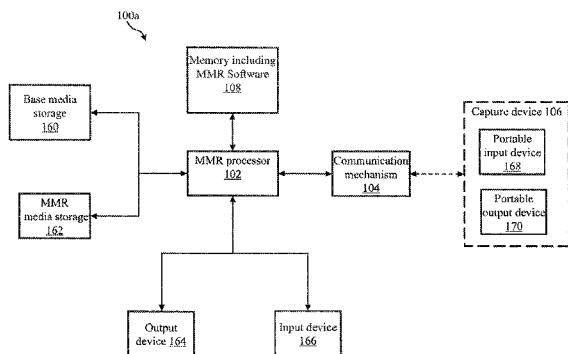 100a
Memory including
MMR Software
108
Base media
storage
160
MMR
media storage
162
MMR processor
102
Communication
mechanism
104
Capture device 106
Portable
input device
168
Portable
output device
170
Output
device 164
Input device
166